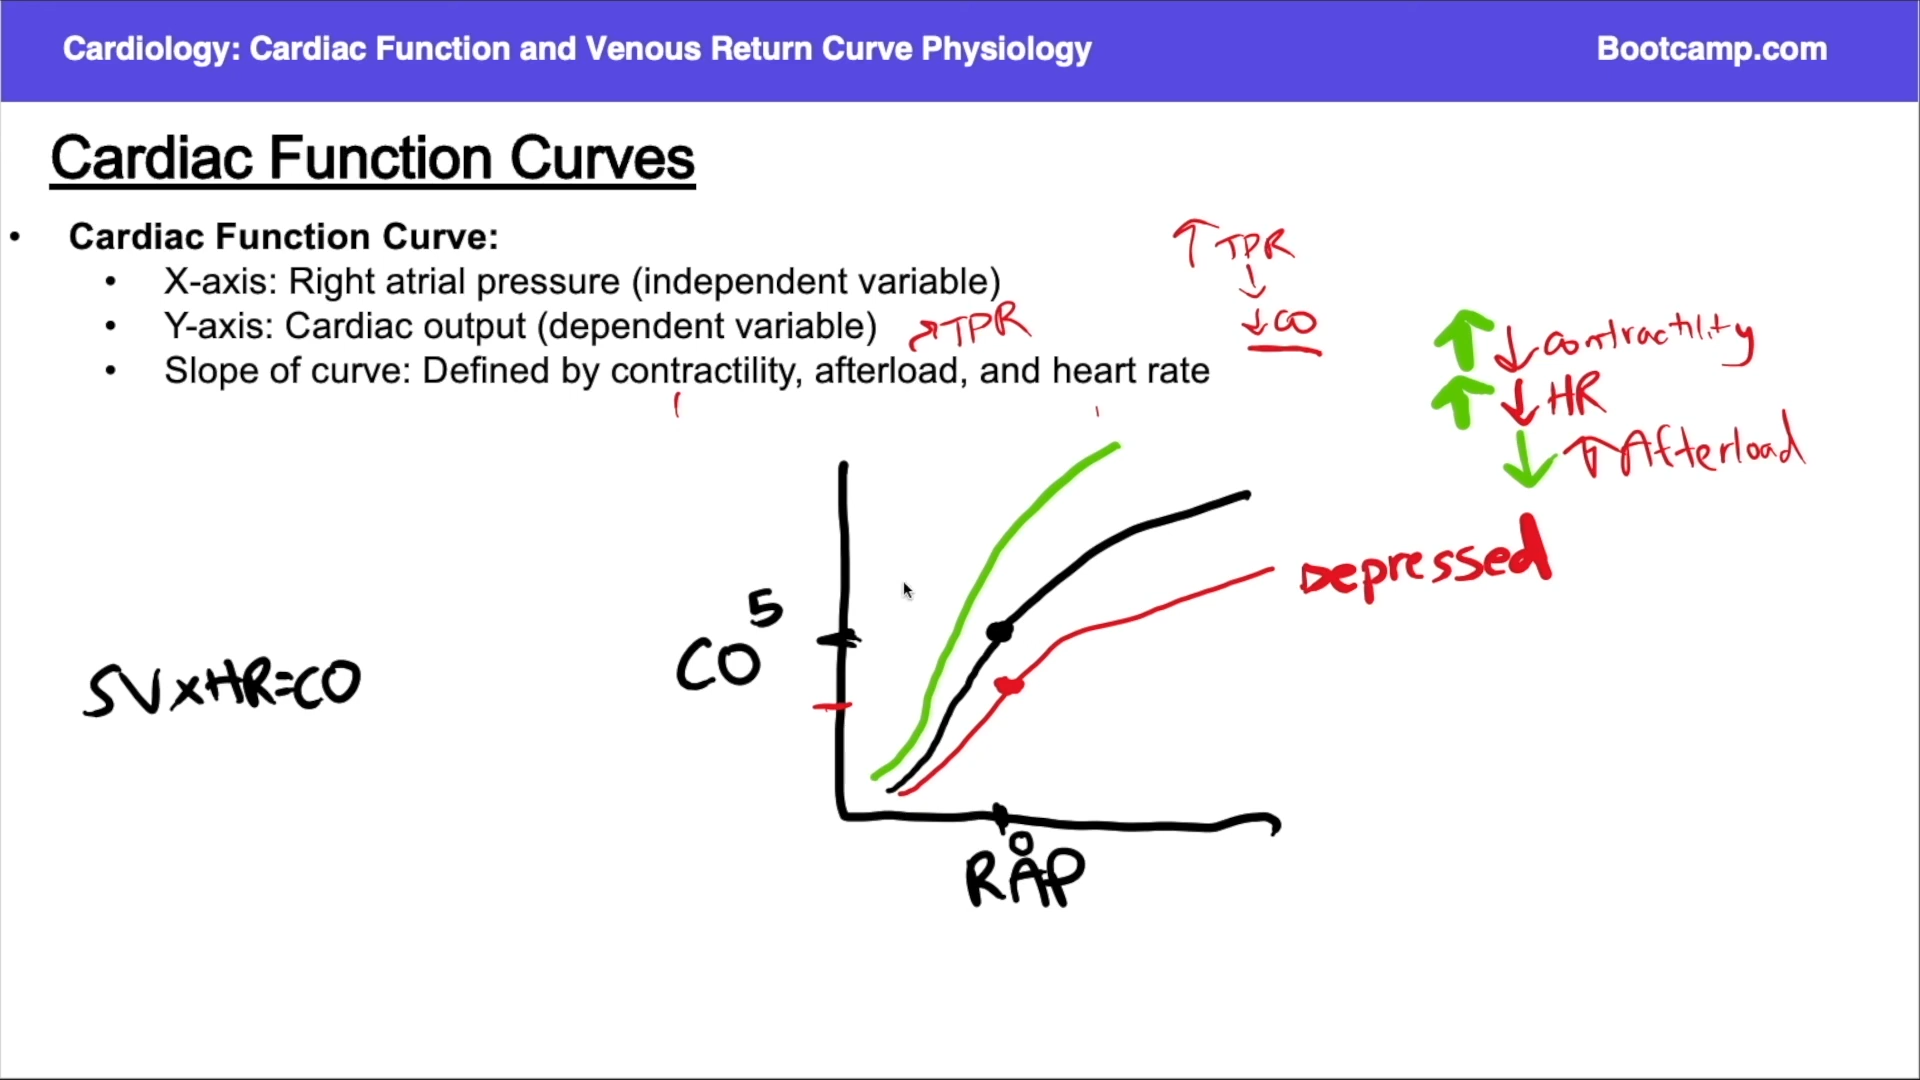 Cardiology: Cardiac Function and Venous Return Curve Physiology
Bootcamp.com
Cardiac Function Curves
• Cardiac Function Curve:
• X-axis: Right atrial pressure (independent variable)
• Y-axis: Cardiac output (dependent variable)
• Slope of curve: Defined by contractility, afterload, and heart rate
↗TPR
↑TPR
↓
↓CO
↑ ↓contractility
↑ ↓HR
↓ ↑Afterload
Depressed
5
CO
SV×HR=CO
0
RAP